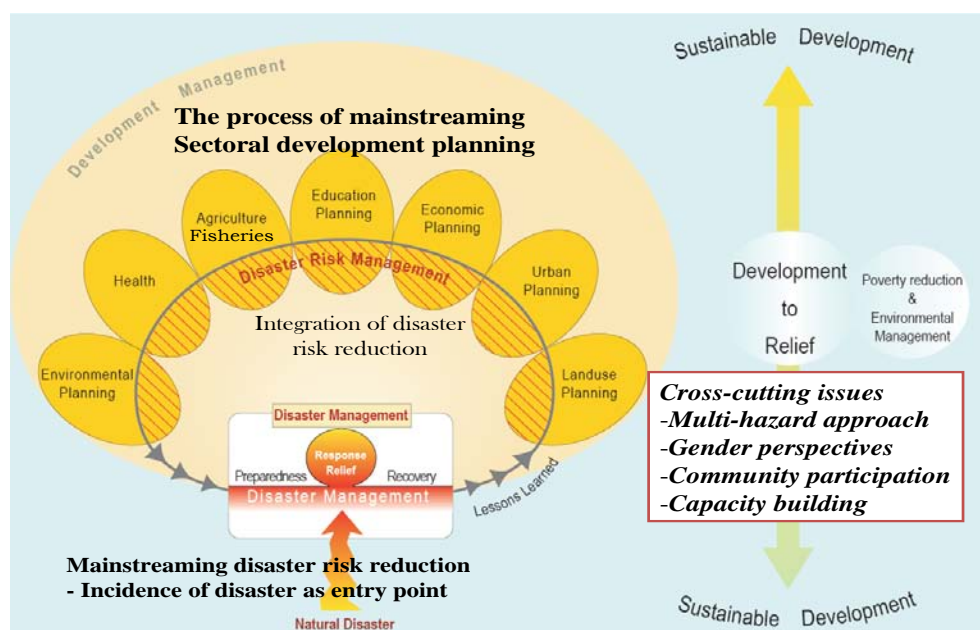 Sustainable Development
Development Management
The process of mainstreaming
Sectoral development planning
Education
Planning
Agriculture
Fisheries
Economic
Planning
Health
Urban
Planning
Environmental
Planning
Landuse
Planning
Disaster Risk Management
Integration of disaster
risk reduction
Disaster Management
Response
Relief
Preparedness
Recovery
Disaster Management
Lessons Learned
Mainstreaming disaster risk reduction
- Incidence of disaster as entry point
Natural Disaster
Development
to
Relief
Poverty reduction
&
Environmental
Management
Cross-cutting issues
-Multi-hazard approach
-Gender perspectives
-Community participation
-Capacity building
Sustainable Development